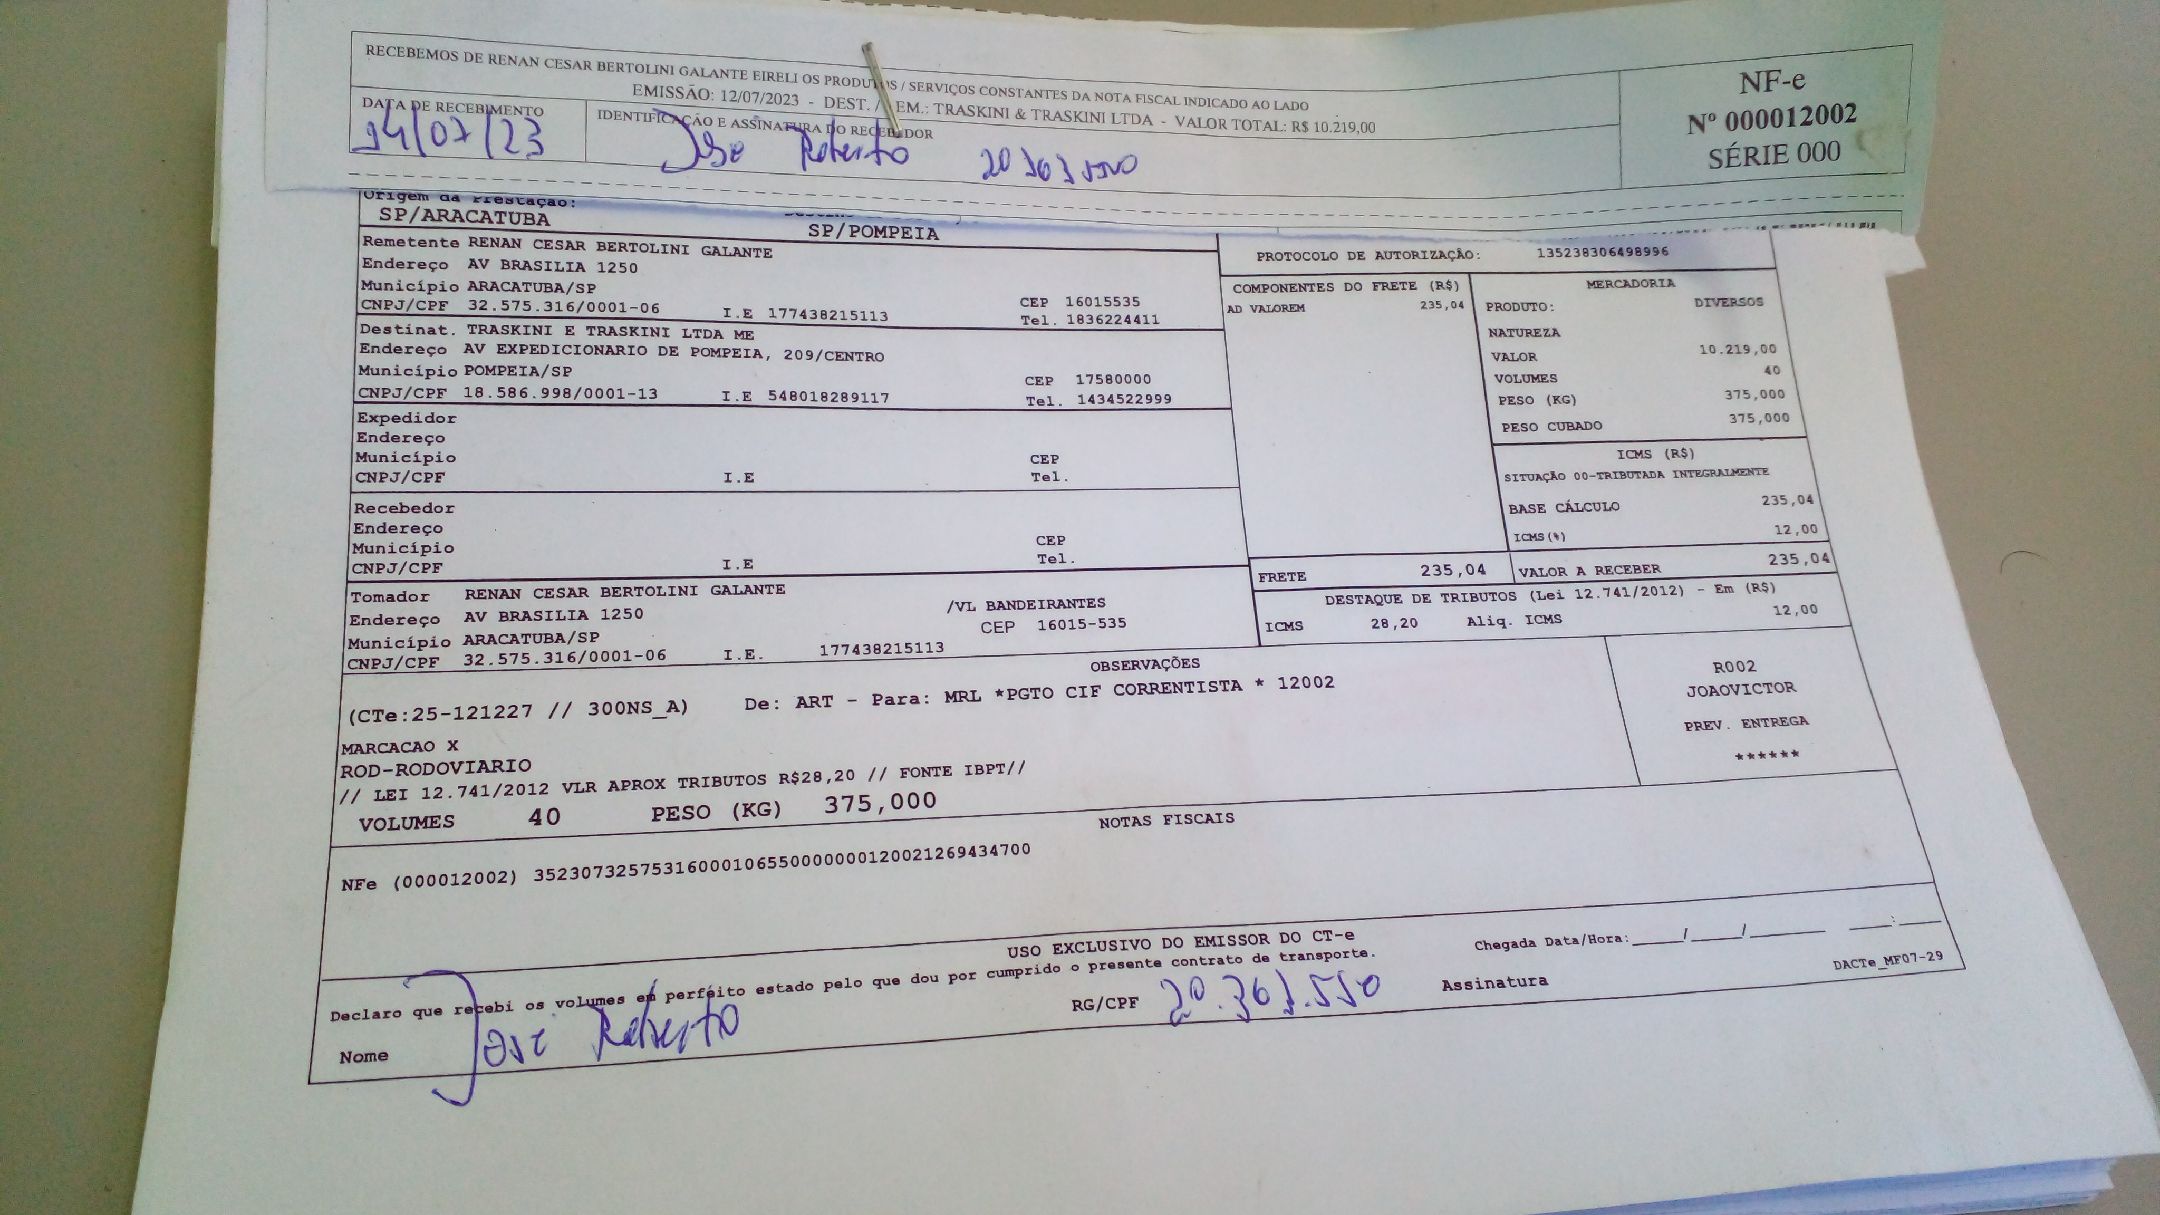 RECEBEMOS DE RENAN CESAR BERTOLINI GALANTE EIRELI OS PRODUTOS / SERVIÇOS CONSTANTES DA NOTA FISCAL INDICADO AO LADO
EMISSÃO: 12/07/2023 - DEST. / EM.: TRASKINI & TRASKINI LTDA - VALOR TOTAL: R$ 10.219,00
DATA DE RECEBIMENTO
14/07/23
IDENTIFICAÇÃO E ASSINATURA DO RECEBEDOR
José Roberto
NF-e
Nº 000012002
SÉRIE 000
Origem da Prestação:
SP/ARACATUBA
SP/POMPEIA
Remetente RENAN CESAR BERTOLINI GALANTE
Endereço AV BRASILIA 1250
Município ARACATUBA/SP CEP 16015535
CNPJ/CPF 32.575.316/0001-06 I.E 177438215113 Tel. 1836224411
Destinat. TRASKINI E TRASKINI LTDA ME
Endereço AV EXPEDICIONARIO DE POMPEIA, 209/CENTRO
Município POMPEIA/SP CEP 17580000
CNPJ/CPF 18.586.998/0001-13 I.E 548018289117 Tel. 1434522999
Expedidor
Endereço
Município CEP
CNPJ/CPF I.E Tel.
Recebedor
Endereço
Município CEP
CNPJ/CPF I.E Tel.
Tomador RENAN CESAR BERTOLINI GALANTE
Endereço AV BRASILIA 1250 /VL BANDEIRANTES
Município ARACATUBA/SP CEP 16015-535
CNPJ/CPF 32.575.316/0001-06 I.E. 177438215113
PROTOCOLO DE AUTORIZAÇÃO: 135238306498996
COMPONENTES DO FRETE (R$)
AD VALOREM 235,04
MERCADORIA
PRODUTO: DIVERSOS
NATUREZA
VALOR 10.219,00
VOLUMES 40
PESO (KG) 375,000
PESO CUBADO 375,000
ICMS (R$)
SITUAÇÃO 00-TRIBUTADA INTEGRALMENTE
BASE CÁLCULO 235,04
ICMS(%) 12,00
FRETE 235,04 VALOR A RECEBER 235,04
DESTAQUE DE TRIBUTOS (Lei 12.741/2012) - Em (R$)
ICMS 28,20 Aliq. ICMS 12,00
OBSERVAÇÕES
(CTe:25-121227 // 300NS_A) De: ART - Para: MRL *PGTO CIF CORRENTISTA * 12002
MARCACAO X
ROD-RODOVIARIO
// LEI 12.741/2012 VLR APROX TRIBUTOS R$28,20 // FONTE IBPT//
VOLUMES 40 PESO (KG) 375,000
R002
JOAOVICTOR
PREV. ENTREGA
******
NOTAS FISCAIS
NFe (000012002) 35230732575316000106550000000120021269434700
USO EXCLUSIVO DO EMISSOR DO CT-e
Declaro que recebi os volumes em perfeito estado pelo que dou por cumprido o presente contrato de transporte.
Chegada Data/Hora:_____/_____/_______ ____:____
Nome José Roberto RG/CPF Assinatura
DACTe_MF07-29